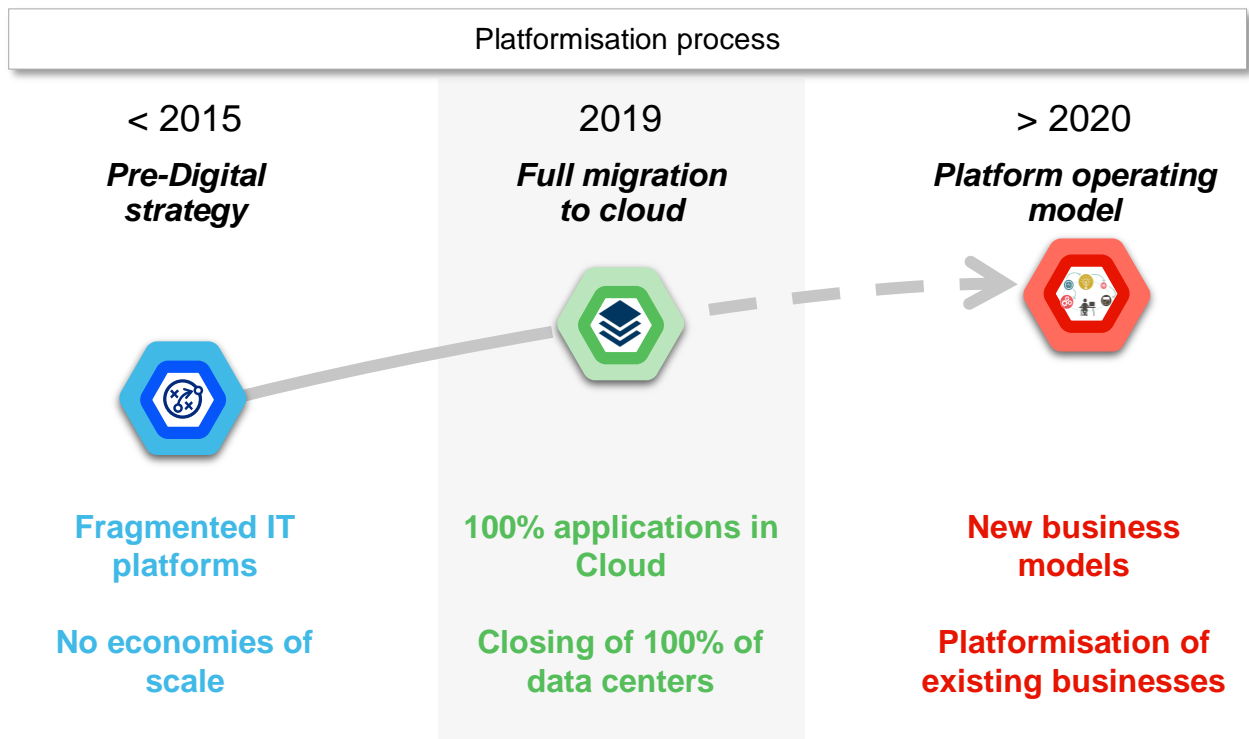 Platformisation process
< 2015
Pre-Digital
strategy
Fragmented IT
platforms
No economies of
scale
2019
Full migration
to cloud
100% applications in
Cloud
Closing of 100% of
data centers
> 2020
Platform operating
model
New business
models
Platformisation of
existing businesses